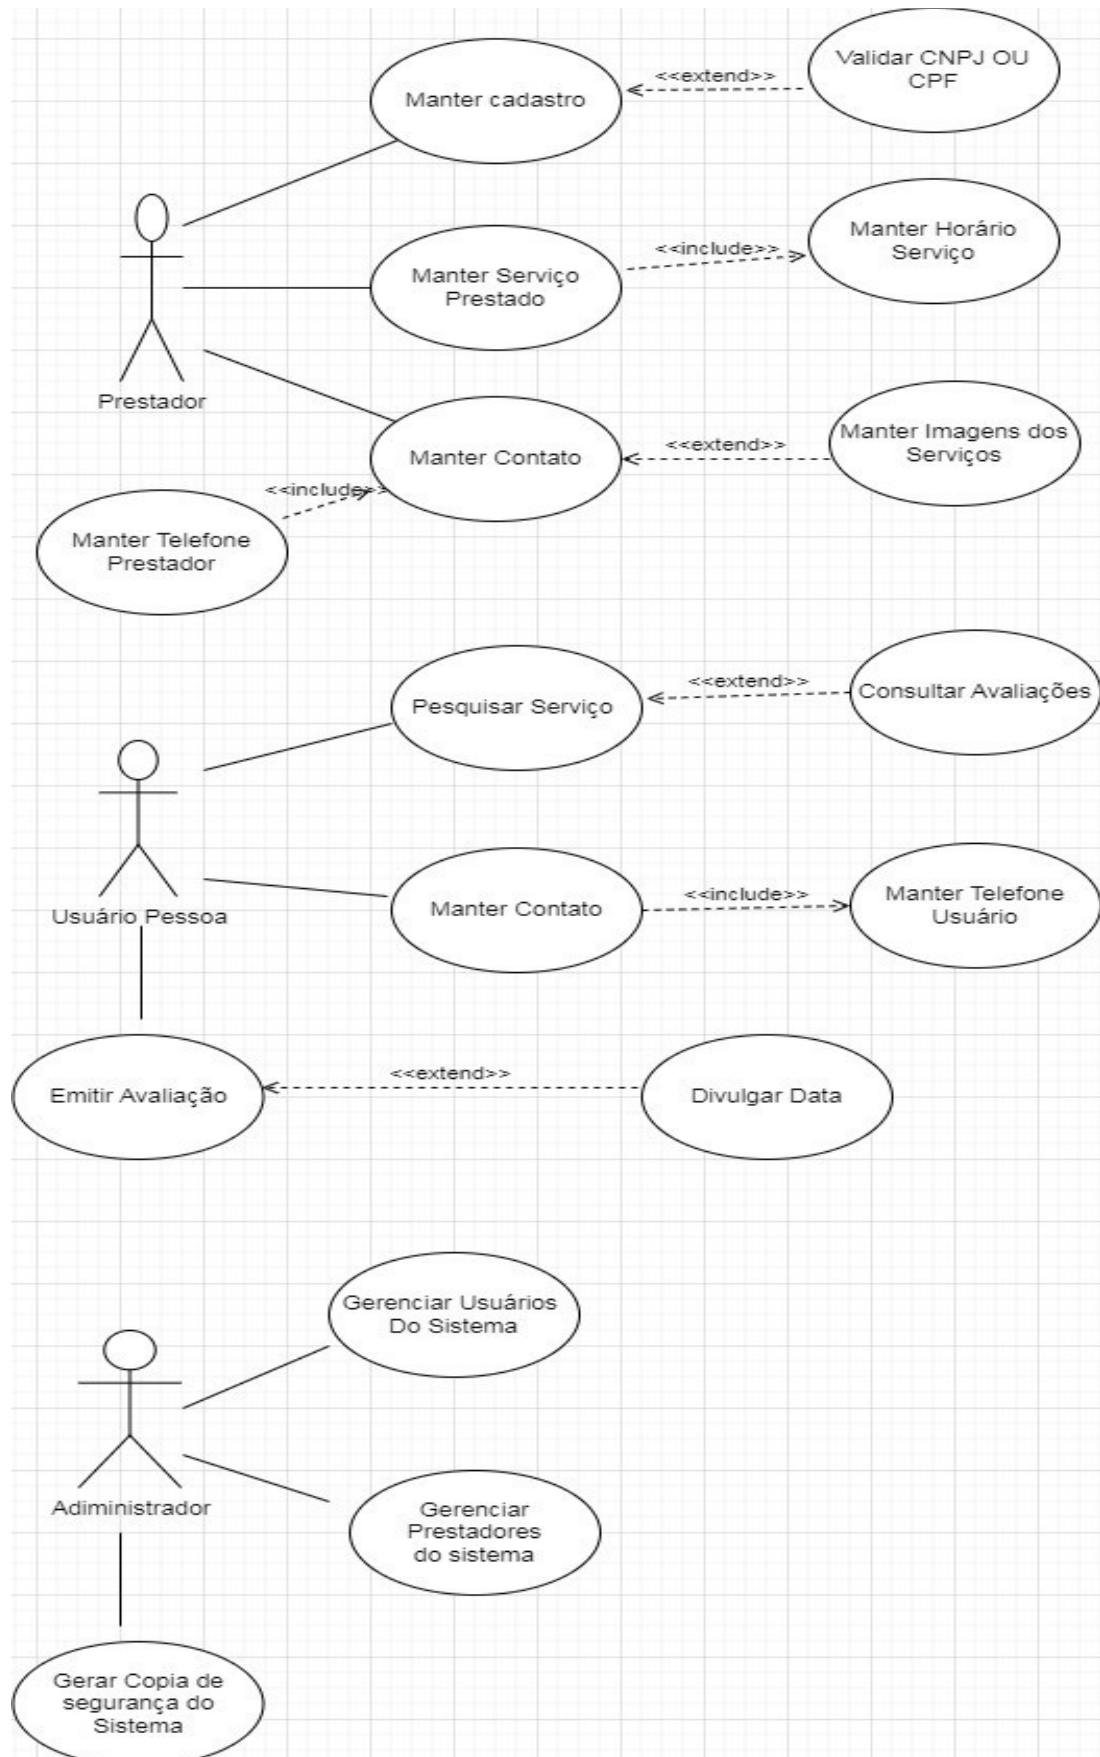 Validar CNPJ OU
CPF
<<extend>>
Manter cadastro
Manter Horário
Serviço
<<include>>
Manter Serviço
Prestado
Prestador
Manter Imagens dos
Serviços
<<extend>>
Manter Contato
<<include>>
Manter Telefone
Prestador
<<extend>>
Consultar Avaliações
Pesquisar Serviço
Usuário Pessoa
Manter Contato
<<include>>
Manter Telefone
Usuário
<<extend>>
Emitir Avaliação
Divulgar Data
Gerenciar Usuários
Do Sistema
Adiministrador
Gerenciar
Prestadores
do sistema
Gerar Copia de
segurança do
Sistema